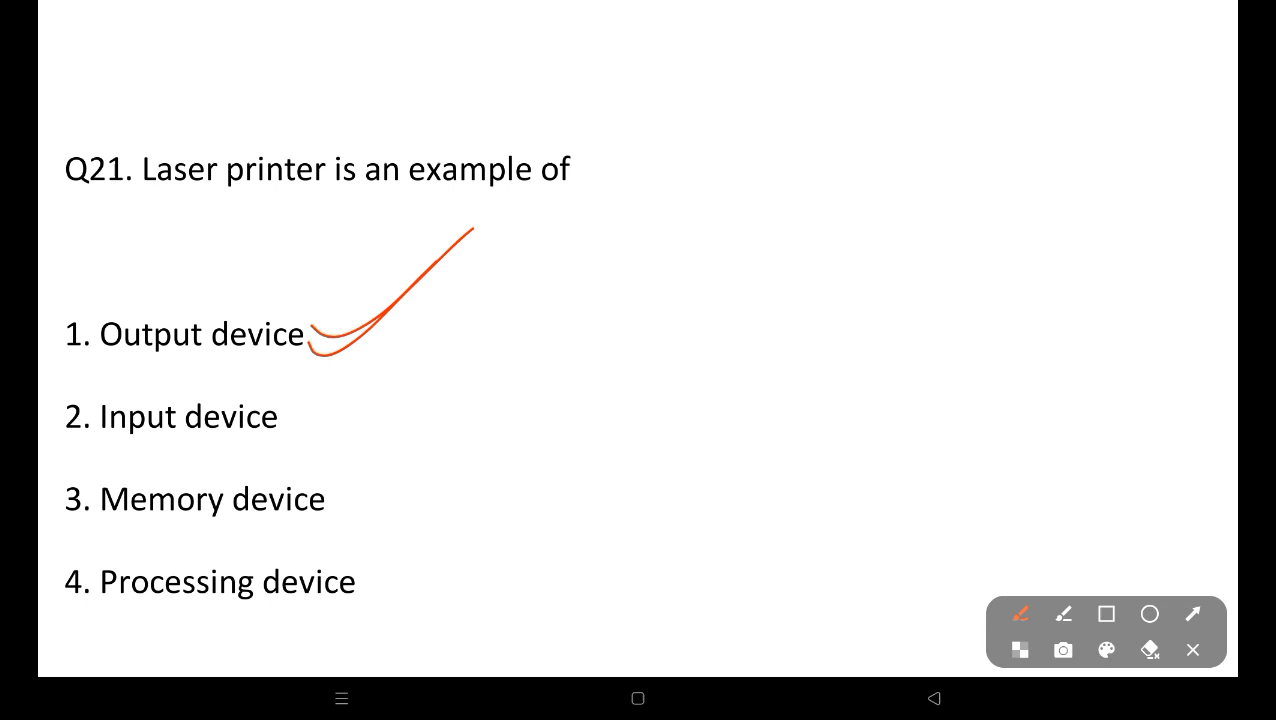 Q21. Laser printer is an example of
1. Output device
2. Input device
3. Memory device
4. Processing device